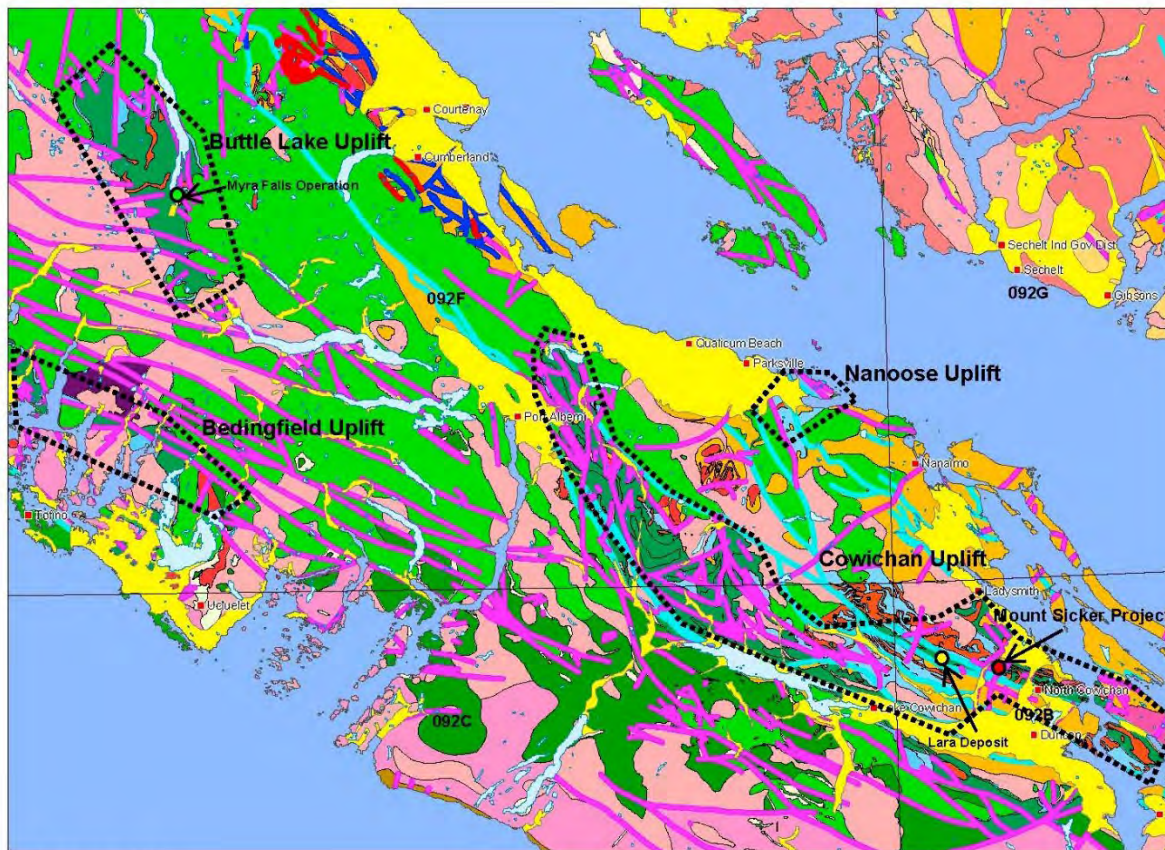 Courtenay
Buttle Lake Uplift
Cumberland
Myra Falls Operation
Sechelt Ind Gov Dist
Sechelt
092F
092G
Gibsons
Qualicum Beach
Parksville
Nanoose Uplift
Port Alberni
Bedingfield Uplift
Nanaimo
Tofino
Cowichan Uplift
Ladysmith
Ucluelet
Mount Sicker Projec
North Cowichan
Lake Cowichan
092C
092B
Duncan
Lara Deposit